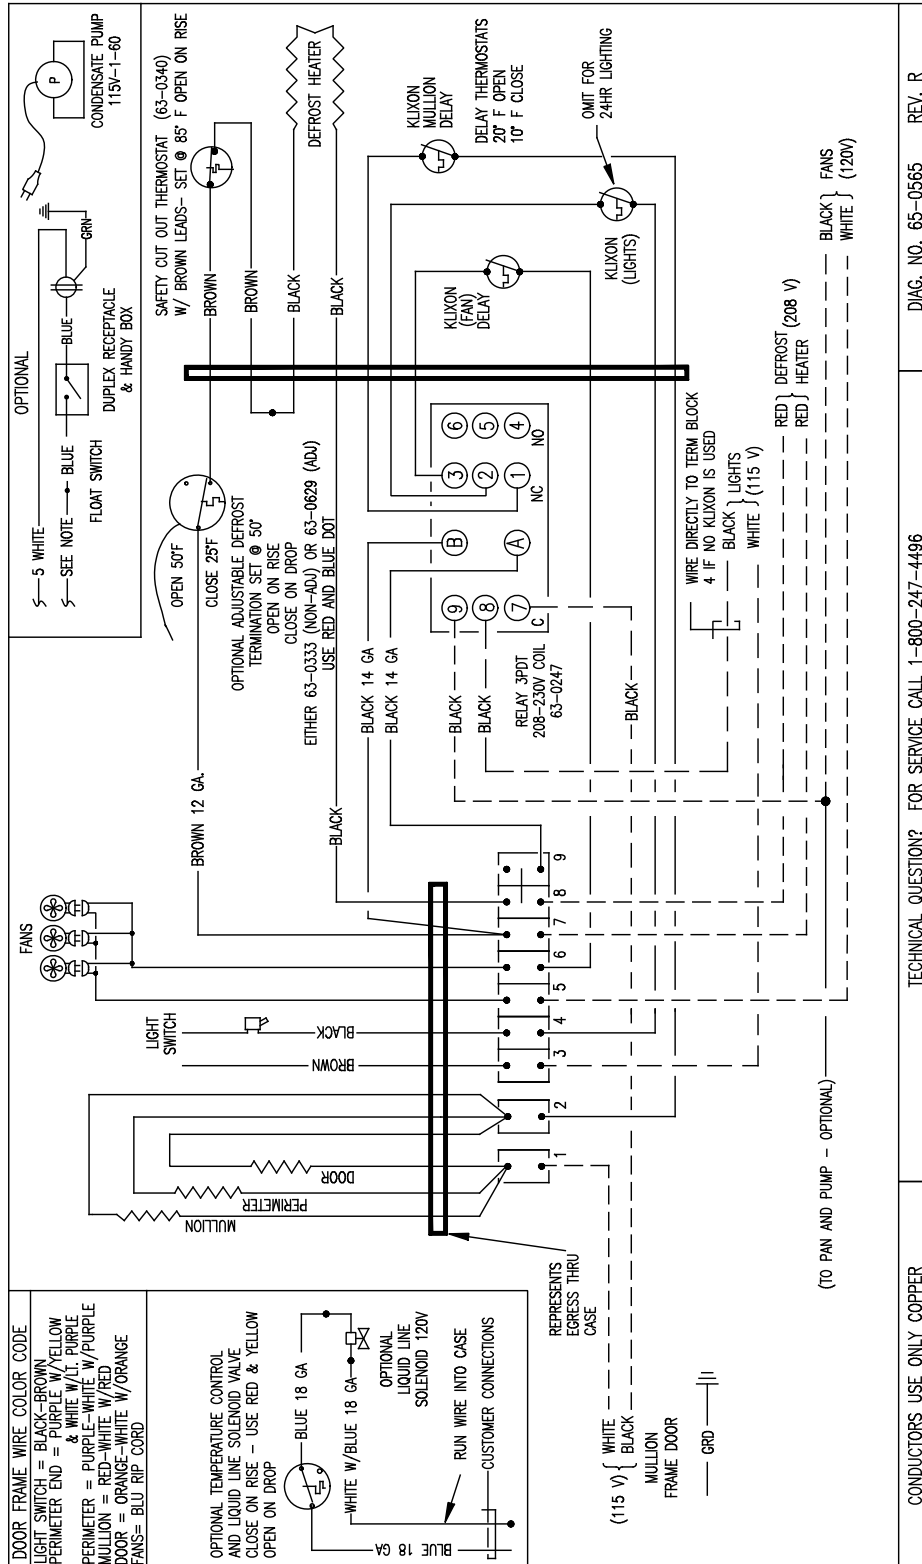 DOOR FRAME WIRE COLOR CODE
LIGHT SWITCH = BLACK-BROWN
PERIMETER END = PURPLE W/YELLOW
& WHITE W/LT. PURPLE
PERIMETER = PURPLE-WHITE W/PURPLE
MULLION = RED-WHITE W/RED
DOOR = ORANGE-WHITE W/ORANGE
FANS= BLU RIP CORD
OPTIONAL TEMPERATURE CONTROL
AND LIQUID LINE SOLENOID VALVE
CLOSE ON RISE - USE RED & YELLOW
OPEN ON DROP
BLUE 18 GA
WHITE W/BLUE 18 GA
OPTIONAL
LIQUID LINE
SOLENOID 120V
RUN WIRE INTO CASE
CUSTOMER CONNECTIONS
BLUE 18 GA
MULLION
PERIMETER
DOOR
BROWN
BLACK
LIGHT
SWITCH
FANS
REPRESENTS
EGRESS THRU
CASE
1
2
3
4
5
6
7
8
9
(115 V)
WHITE
BLACK
MULLION
FRAME DOOR
GRD
(TO PAN AND PUMP - OPTIONAL)
BROWN 12 GA.
BLACK
BLACK 14 GA
BLACK 14 GA
BLACK
BLACK
BLACK
OPEN 50°F
CLOSE 25°F
OPTIONAL ADJUSTABLE DEFROST
TERMINATION SET @ 50°
OPEN ON RISE
CLOSE ON DROP
EITHER 63-0333 (NON-ADJ) OR 63-0629 (ADJ)
USE RED AND BLUE DOT
RELAY 3PDT
208-230V COIL
63-0247
9
8
7
C
B
A
3
2
1
NC
6
5
4
NO
WIRE DIRECTLY TO TERM BLOCK
4 IF NO KLIXON IS USED
BLACK
WHITE
LIGHTS
(115 V)
RED
RED
DEFROST
HEATER
(208 V)
BLACK
WHITE
FANS
(120V)
OPTIONAL
5 WHITE
SEE NOTE
BLUE
FLOAT SWITCH
BLUE
DUPLEX RECEPTACLE
& HANDY BOX
GRN
P
CONDENSATE PUMP
115V-1-60
SAFETY CUT OUT THERMOSTAT (63-0340)
W/ BROWN LEADS- SET @ 85° F OPEN ON RISE
BROWN
BROWN
BLACK
BLACK
DEFROST HEATER
KLIXON
MULLION
DELAY
DELAY THERMOSTATS
20° F OPEN
10° F CLOSE
KLIXON
(FAN)
DELAY
KLIXON
(LIGHTS)
OMIT FOR
24HR LIGHTING
CONDUCTORS USE ONLY COPPER
TECHNICAL QUESTION? FOR SERVICE CALL 1-800-247-4496
DIAG. NO. 65-0565 REV. R